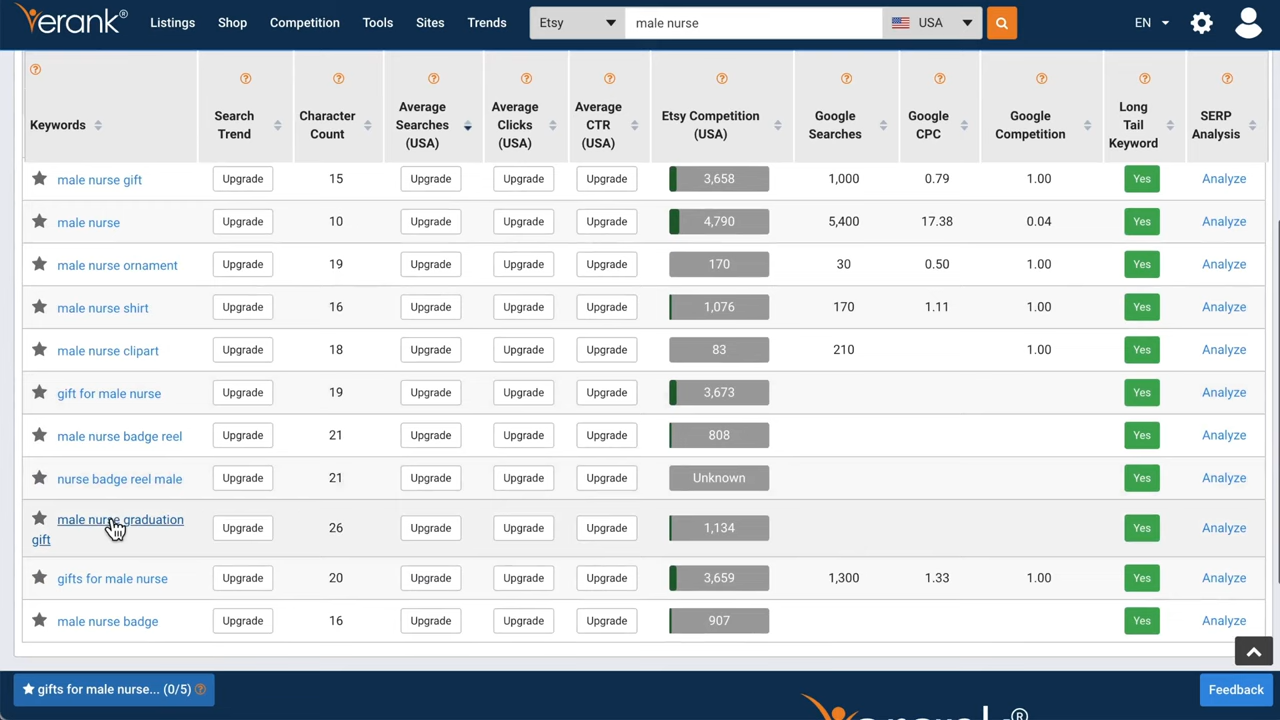 erank®
Listings Shop Competition Tools Sites Trends Etsy male nurse USA EN
Keywords Search Trend Character Count Average Searches (USA) Average Clicks (USA) Average CTR (USA) Etsy Competition (USA) Google Searches Google CPC Google Competition Long Tail Keyword SERP Analysis
male nurse gift Upgrade 15 Upgrade Upgrade Upgrade 3,658 1,000 0.79 1.00 Yes Analyze
male nurse Upgrade 10 Upgrade Upgrade Upgrade 4,790 5,400 17.38 0.04 Yes Analyze
male nurse ornament Upgrade 19 Upgrade Upgrade Upgrade 170 30 0.50 1.00 Yes Analyze
male nurse shirt Upgrade 16 Upgrade Upgrade Upgrade 1,076 170 1.11 1.00 Yes Analyze
male nurse clipart Upgrade 18 Upgrade Upgrade Upgrade 83 210 1.00 Yes Analyze
gift for male nurse Upgrade 19 Upgrade Upgrade Upgrade 3,673 Yes Analyze
male nurse badge reel Upgrade 21 Upgrade Upgrade Upgrade 808 Yes Analyze
nurse badge reel male Upgrade 21 Upgrade Upgrade Upgrade Unknown Yes Analyze
male nurse graduation gift Upgrade 26 Upgrade Upgrade Upgrade 1,134 Yes Analyze
gifts for male nurse Upgrade 20 Upgrade Upgrade Upgrade 3,659 1,300 1.33 1.00 Yes Analyze
male nurse badge Upgrade 16 Upgrade Upgrade Upgrade 907 Yes Analyze
gifts for male nurse... (0/5)
Feedback